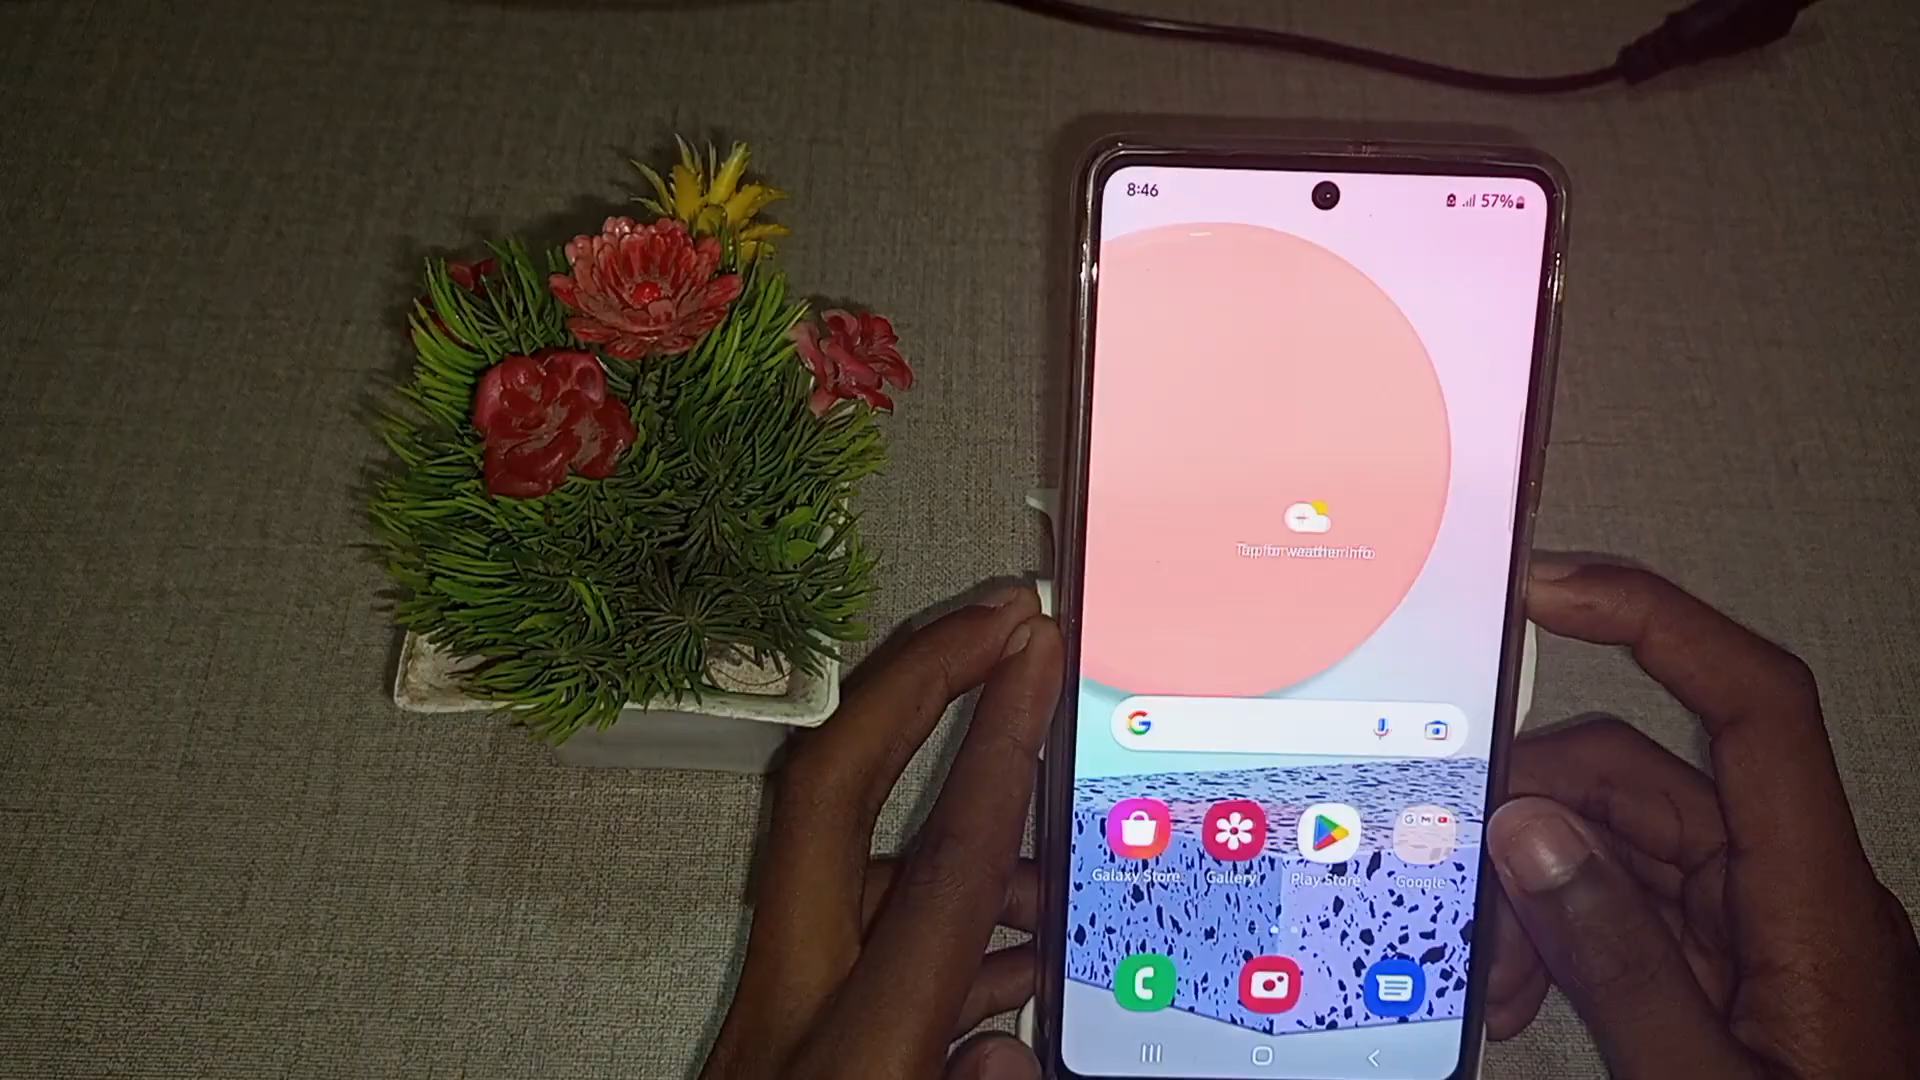 8:46
57%
Tap for weather info
G
Galaxy Store
Gallery
Play Store
Google